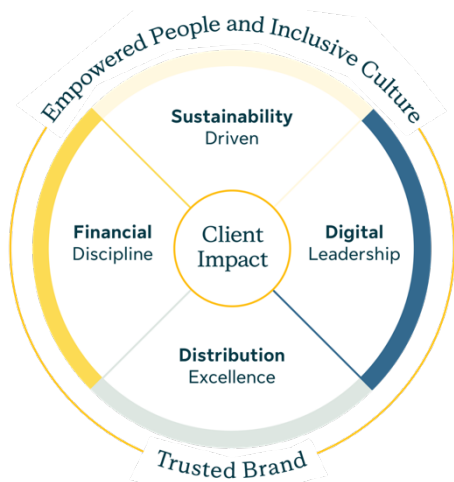 Empowered People and Inclusive Culture
Sustainability
Driven
Financial
Discipline
Client
Impact
Digital
Leadership
Distribution
Excellence
Trusted Brand